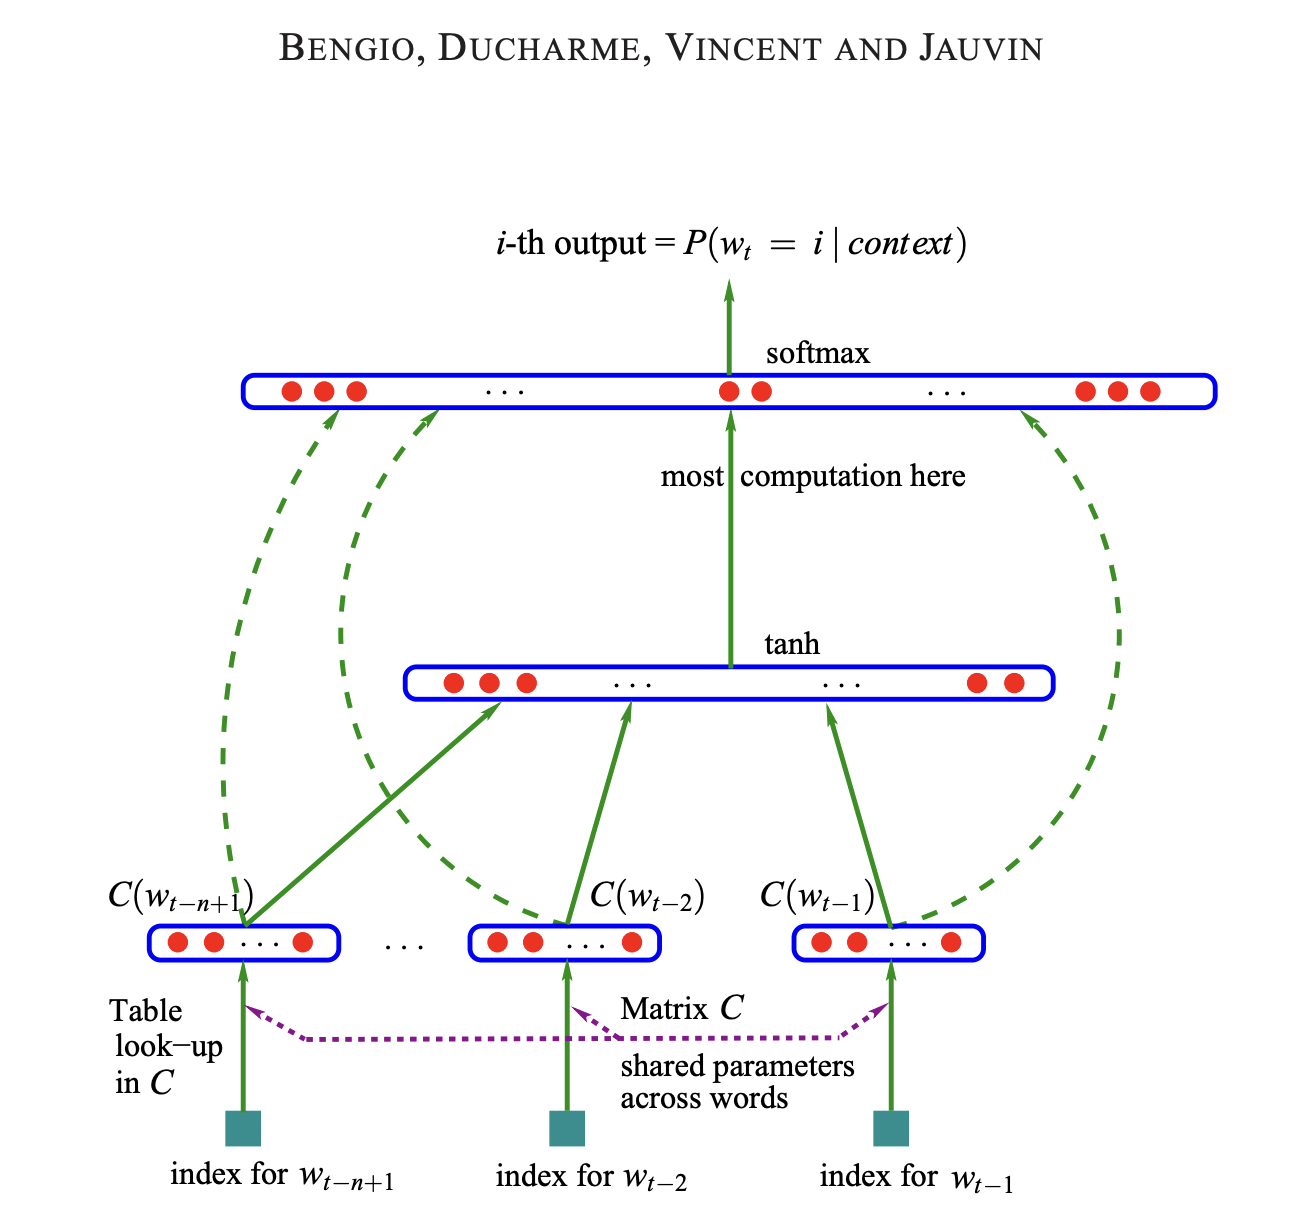 BENGIO, DUCHARME, VINCENT AND JAUVIN
i-th output = P(w_t = i | context)
softmax
... ...
most computation here
tanh
... ...
C(w_{t−n+1}) C(w_{t−2}) C(w_{t−1})
... ... ... ...
Table
look−up
in C
Matrix C
shared parameters
across words
index for w_{t−n+1} index for w_{t−2} index for w_{t−1}